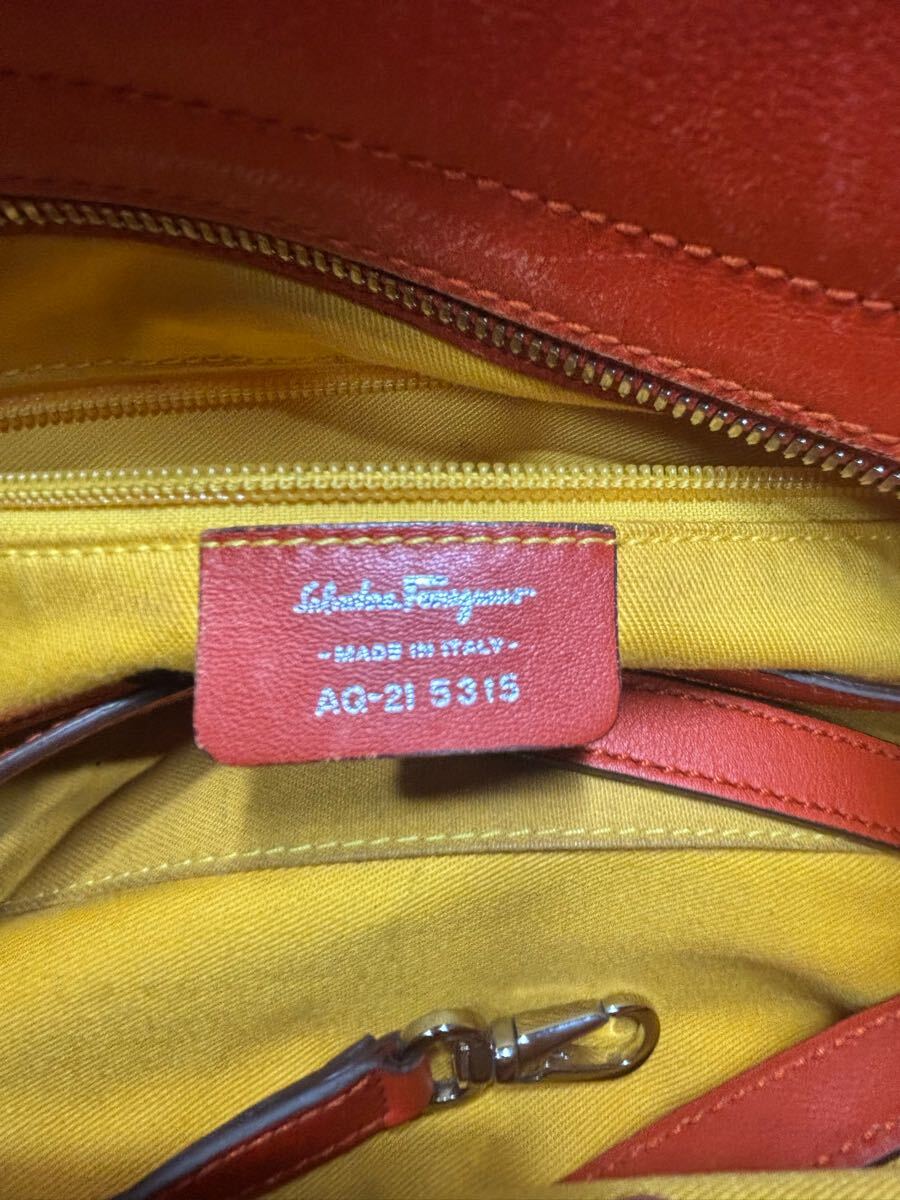 Salvatore Ferragamo
-MADE IN ITALY-
AQ-21 5315